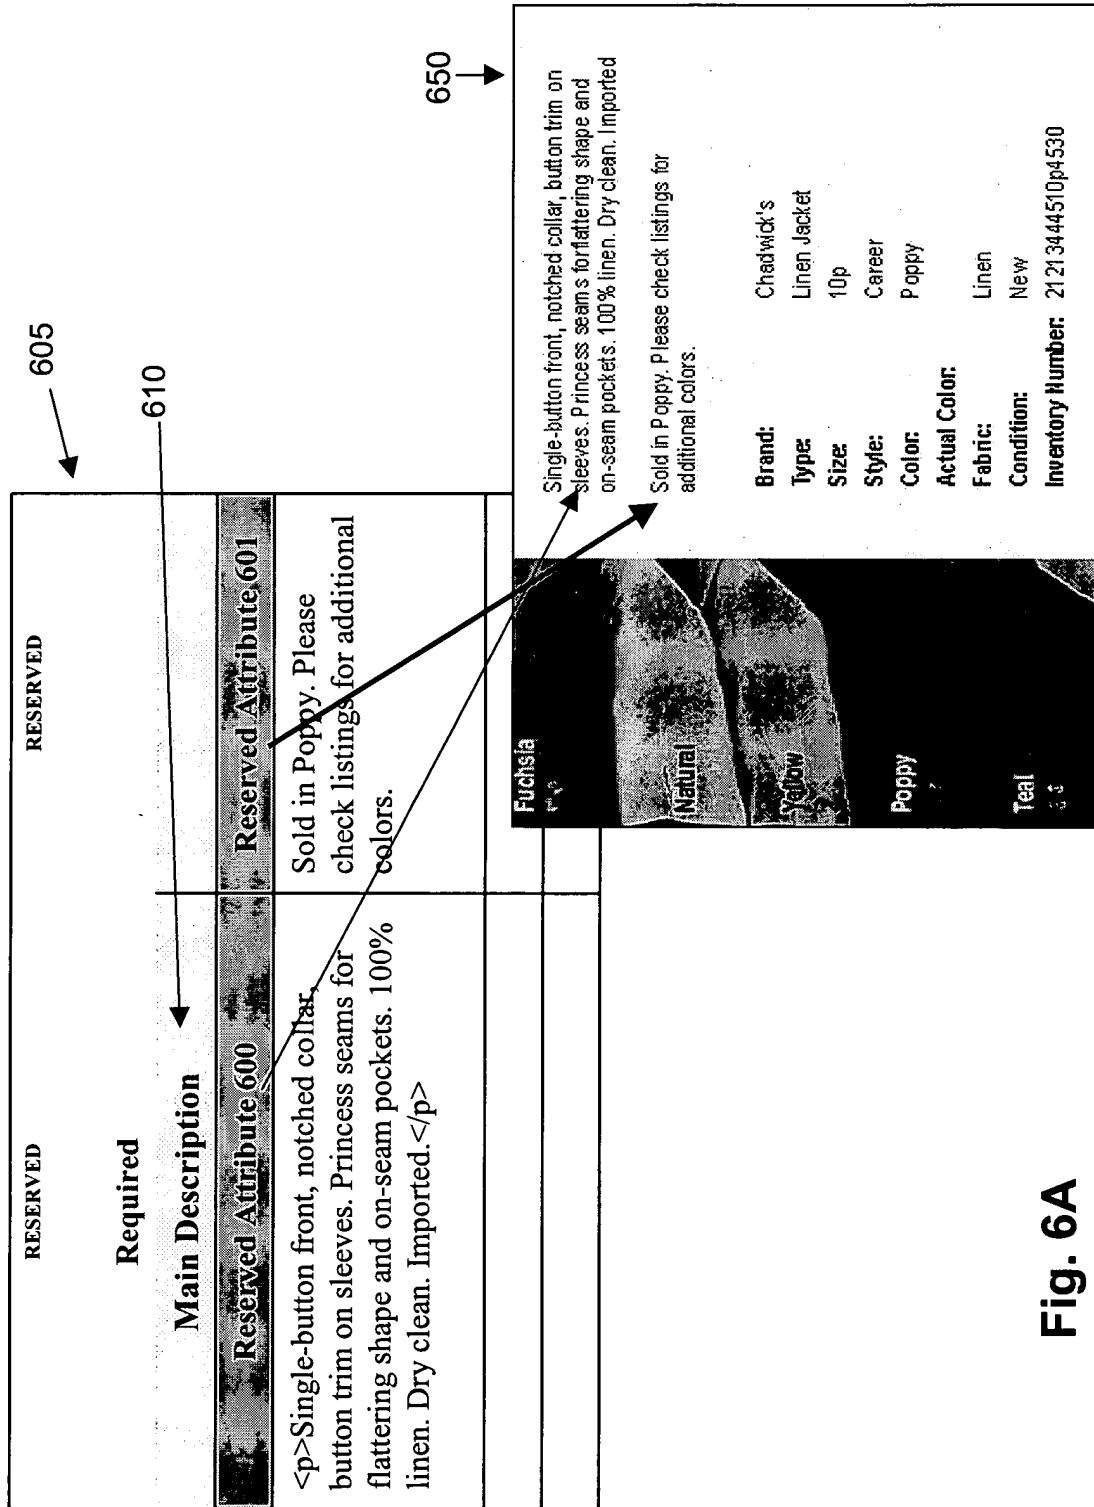 605
610
RESERVED
RESERVED
Required
Main Description
Reserved Attribute 600
Reserved Attribute 601
<p>Single-button front, notched collar,
button trim on sleeves. Princess seams for
flattering shape and on-seam pockets. 100%
linen. Dry clean. Imported.</p>
Sold in Poppy. Please
check listings for additional
colors.
650
Fuchsia
Natural
Yellow
Poppy
Teal
Single-button front, notched collar, button trim on
sleeves. Princess seams for flattering shape and
on-seam pockets. 100% linen. Dry clean. Imported
Sold in Poppy. Please check listings for
additional colors.
Brand: Chadwick's
Type: Linen Jacket
Size: 10p
Style: Career
Color: Poppy
Actual Color:
Fabric: Linen
Condition: New
Inventory Number: 2121344451 0p4530
Fig. 6A